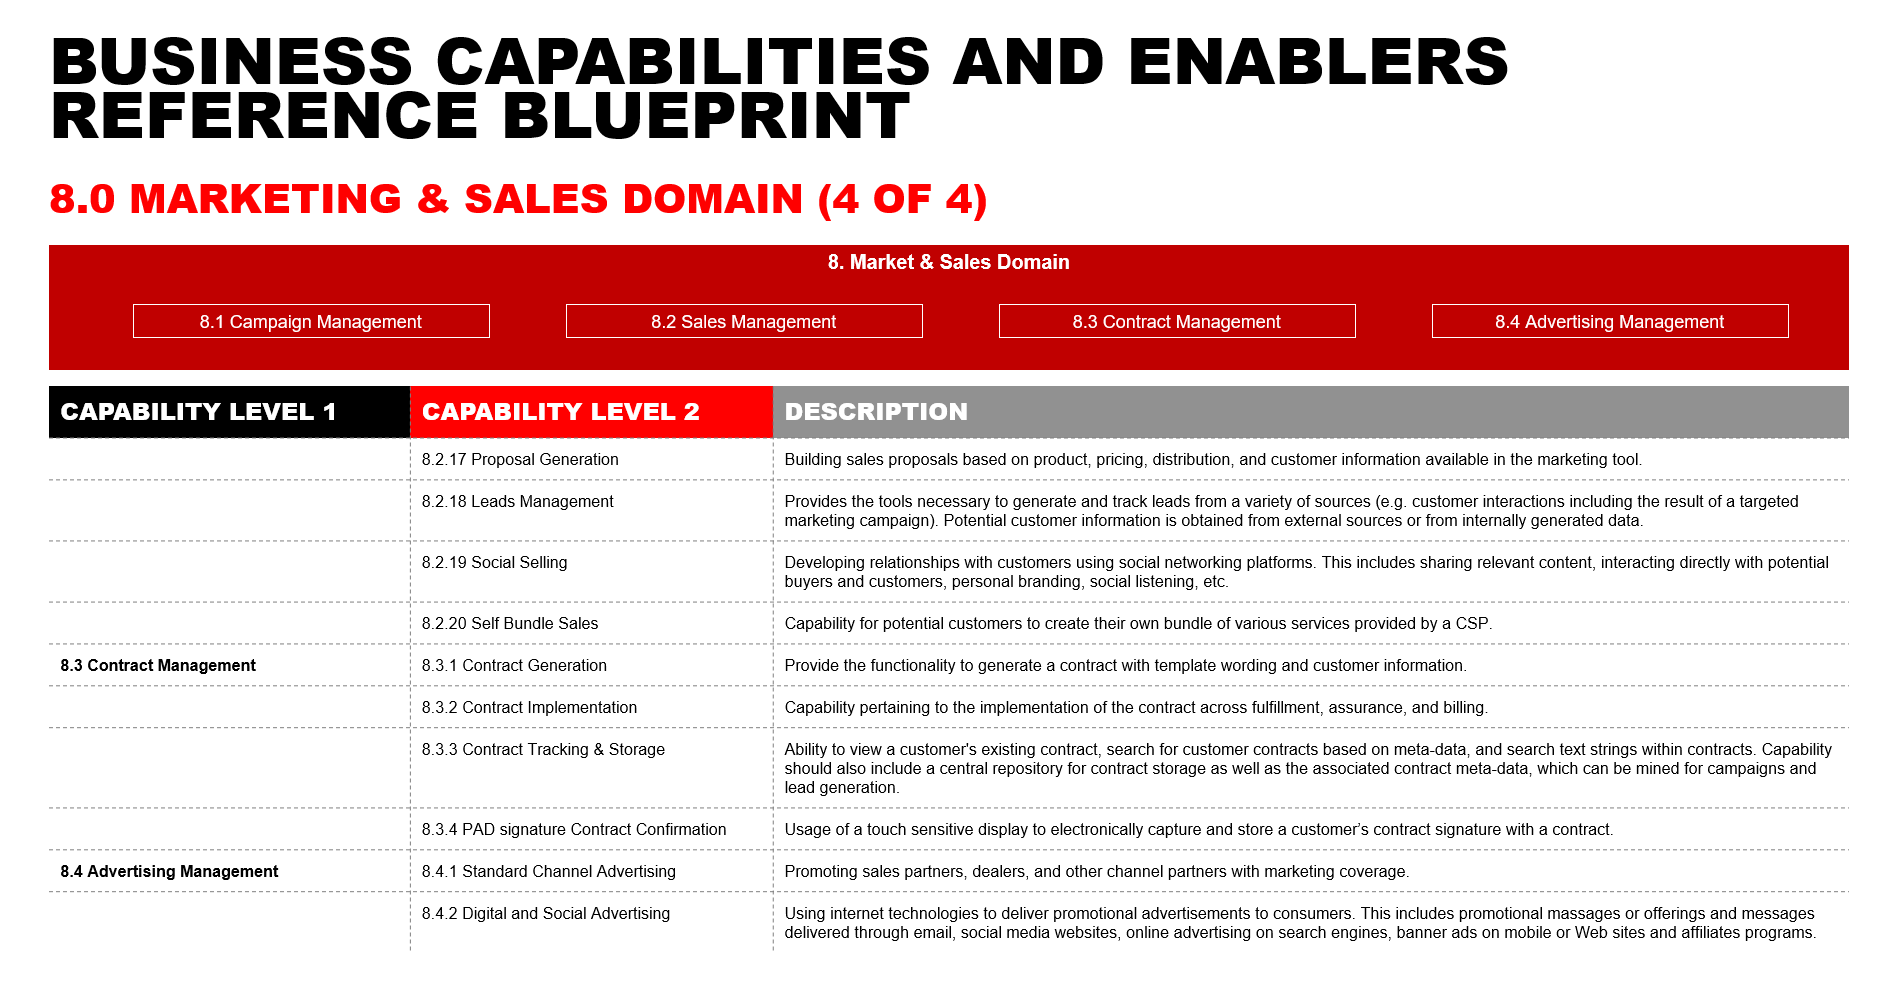 BUSINESS CAPABILITIES AND ENABLERS
REFERENCE BLUEPRINT
8.0 MARKETING & SALES DOMAIN (4 OF 4)
8. Market & Sales Domain
8.1 Campaign Management
8.2 Sales Management
8.3 Contract Management
8.4 Advertising Management
CAPABILITY LEVEL 1
CAPABILITY LEVEL 2
DESCRIPTION
8.2.17 Proposal Generation
Building sales proposals based on product, pricing, distribution, and customer information available in the marketing tool.
8.2.18 Leads Management
Provides the tools necessary to generate and track leads from a variety of sources (e.g. customer interactions including the result of a targeted
marketing campaign). Potential customer information is obtained from external sources or from internally generated data.
8.2.19 Social Selling
Developing relationships with customers using social networking platforms. This includes sharing relevant content, interacting directly with potential
buyers and customers, personal branding, social listening, etc.
8.2.20 Self Bundle Sales
Capability for potential customers to create their own bundle of various services provided by a CSP.
8.3 Contract Management
8.3.1 Contract Generation
Provide the functionality to generate a contract with template wording and customer information.
8.3.2 Contract Implementation
Capability pertaining to the implementation of the contract across fulfillment, assurance, and billing.
8.3.3 Contract Tracking & Storage
Ability to view a customer's existing contract, search for customer contracts based on meta-data, and search text strings within contracts. Capability
should also include a central repository for contract storage as well as the associated contract meta-data, which can be mined for campaigns and
lead generation.
8.3.4 PAD signature Contract Confirmation
Usage of a touch sensitive display to electronically capture and store a customer’s contract signature with a contract.
8.4 Advertising Management
8.4.1 Standard Channel Advertising
Promoting sales partners, dealers, and other channel partners with marketing coverage.
8.4.2 Digital and Social Advertising
Using internet technologies to deliver promotional advertisements to consumers. This includes promotional massages or offerings and messages
delivered through email, social media websites, online advertising on search engines, banner ads on mobile or Web sites and affiliates programs.